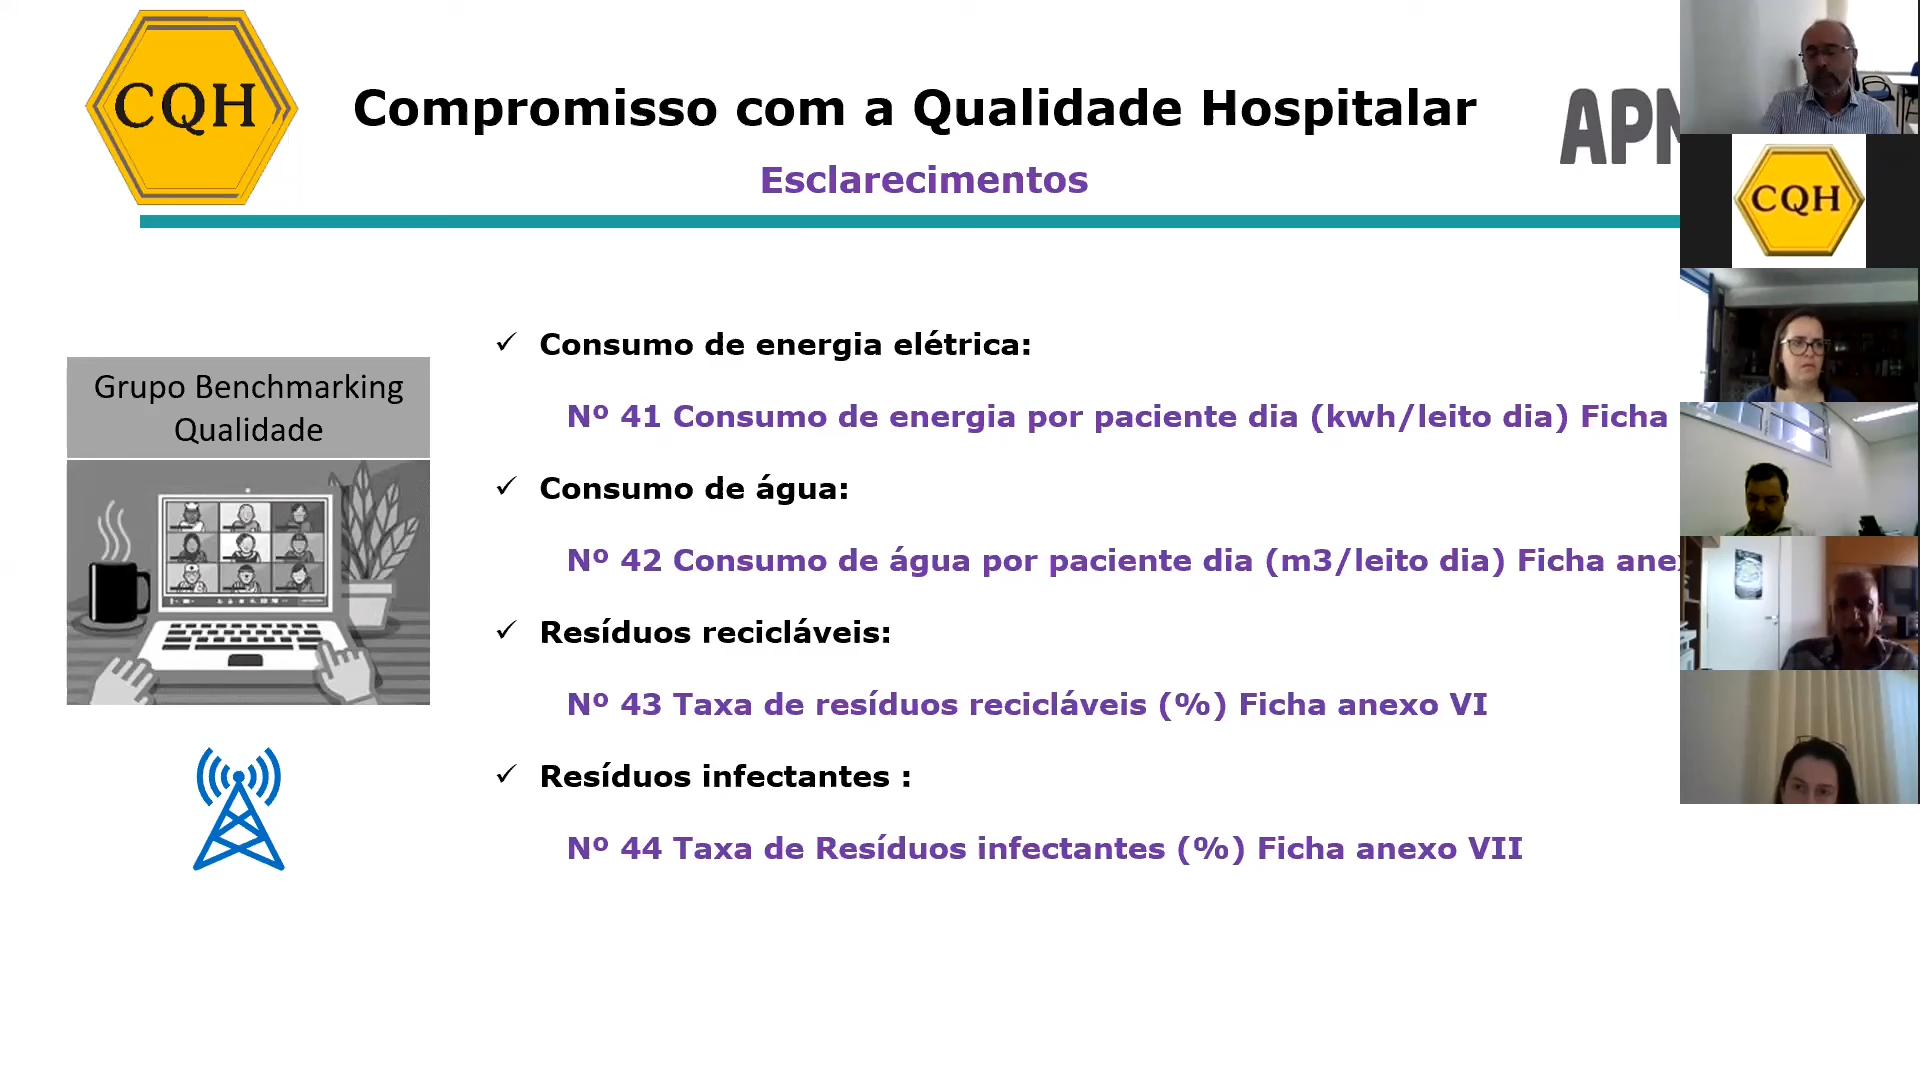 CQH
Compromisso com a Qualidade Hospitalar
Esclarecimentos
CQH
Grupo Benchmarking
Qualidade
✓ Consumo de energia elétrica:
Nº 41 Consumo de energia por paciente dia (kwh/leito dia) Ficha
✓ Consumo de água:
Nº 42 Consumo de água por paciente dia (m3/leito dia) Ficha
✓ Resíduos recicláveis:
Nº 43 Taxa de resíduos recicláveis (%) Ficha anexo VI
✓ Resíduos infectantes :
Nº 44 Taxa de Resíduos infectantes (%) Ficha anexo VII